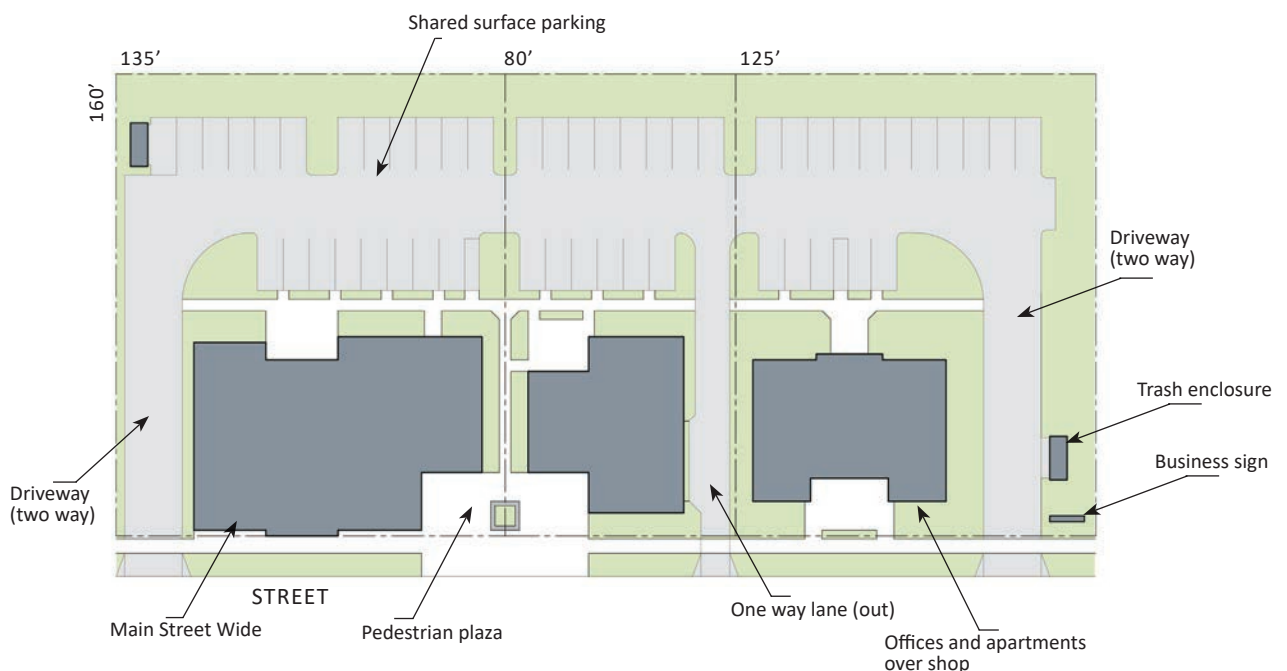 Shared surface parking
135’
80’
125’
160’
Driveway
(two way)
Trash enclosure
Business sign
Driveway
(two way)
STREET
Main Street Wide
Pedestrian plaza
One way lane (out)
Offices and apartments
over shop